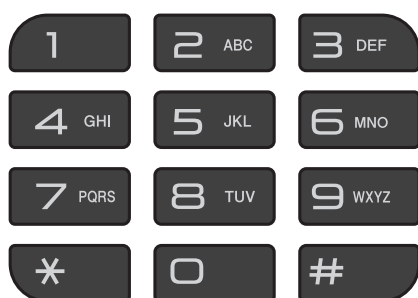 1 2 ABC 3 DEF
4 GHI 5 JKL 6 MNO
7 PQRS 8 TUV 9 WXYZ
* 0 #